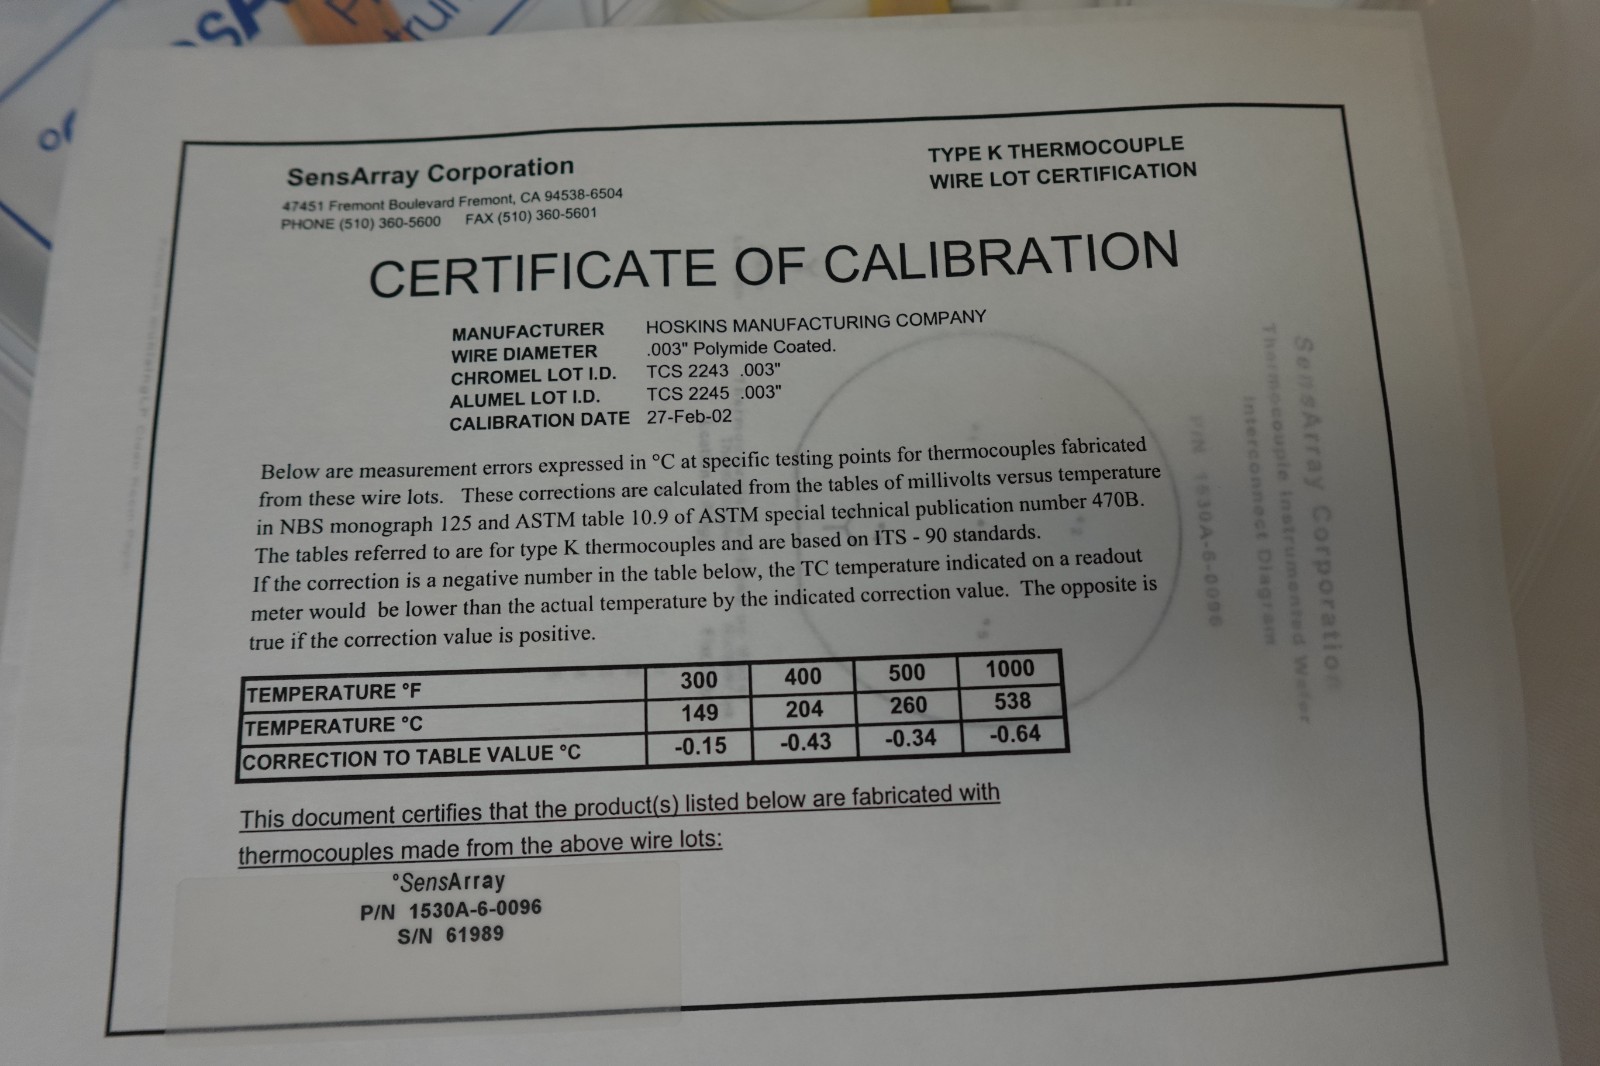 SensArray Corporation
47451 Fremont Boulevard Fremont, CA 94538-6504
PHONE (510) 360-5600 FAX (510) 360-5601
TYPE K THERMOCOUPLE
WIRE LOT CERTIFICATION
CERTIFICATE OF CALIBRATION
MANUFACTURER HOSKINS MANUFACTURING COMPANY
WIRE DIAMETER .003" Polymide Coated.
CHROMEL LOT I.D. TCS 2243 .003"
ALUMEL LOT I.D. TCS 2245 .003"
CALIBRATION DATE 27-Feb-02
Below are measurement errors expressed in °C at specific testing points for thermocouples fabricated
from these wire lots. These corrections are calculated from the tables of millivolts versus temperature
in NBS monograph 125 and ASTM table 10.9 of ASTM special technical publication number 470B.
The tables referred to are for type K thermocouples and are based on ITS - 90 standards.
If the correction is a negative number in the table below, the TC temperature indicated on a readout
meter would be lower than the actual temperature by the indicated correction value. The opposite is
true if the correction value is positive.
TEMPERATURE °F 300 400 500 1000
TEMPERATURE °C 149 204 260 538
CORRECTION TO TABLE VALUE °C -0.15 -0.43 -0.34 -0.64
This document certifies that the product(s) listed below are fabricated with
thermocouples made from the above wire lots:
°SensArray
P/N 1530A-6-0096
S/N 61989
SensArray Corporation
Thermocouple Instrumented Wafer
Interconnect Diagram
P/N 1530A-6-0096